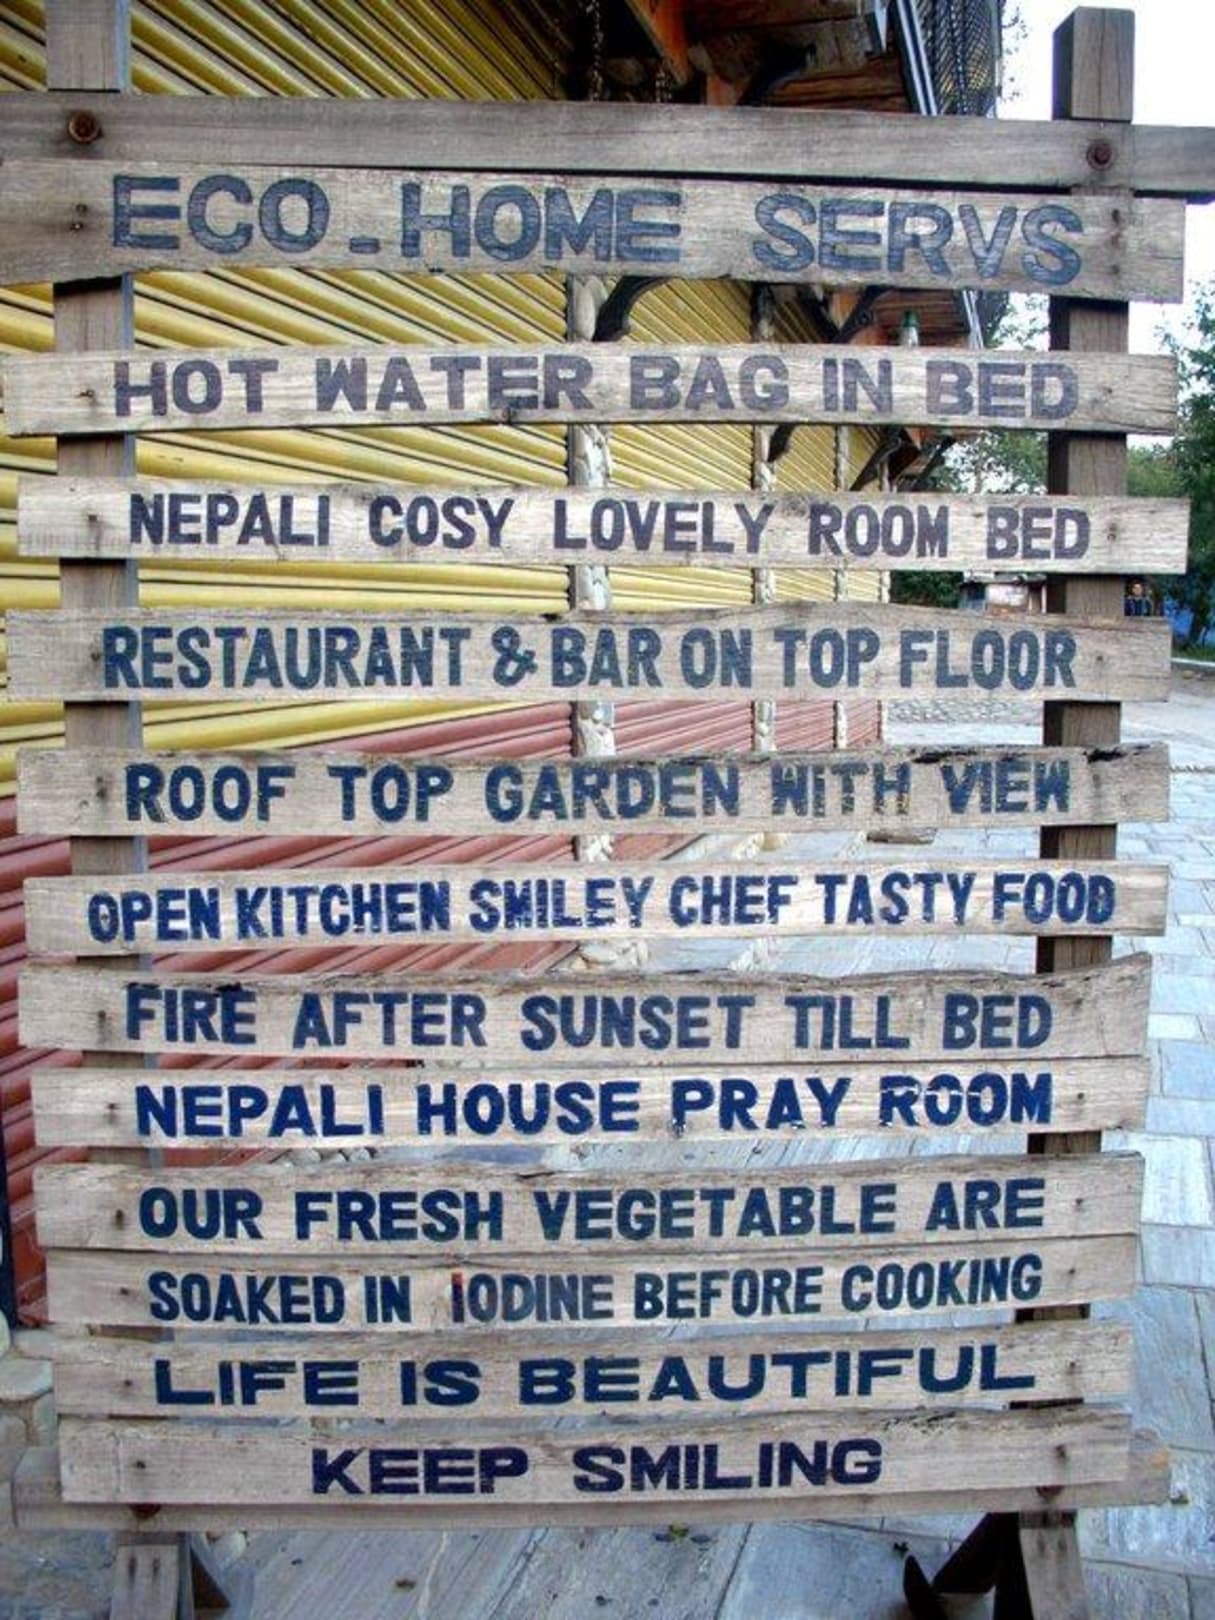 ECO-HOME SERVS
HOT WATER BAG IN BED
NEPALI COSY LOVELY ROOM BED
RESTAURANT & BAR ON TOP FLOOR
ROOF TOP GARDEN WITH VIEW
OPEN KITCHEN SMILEY CHEF TASTY FOOD
FIRE AFTER SUNSET TILL BED
NEPALI HOUSE PRAY ROOM
OUR FRESH VEGETABLE ARE
SOAKED IN IODINE BEFORE COOKING
LIFE IS BEAUTIFUL
KEEP SMILING